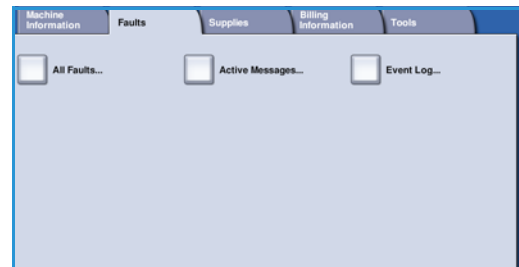 Machine
Information
Faults
Supplies
Billing
Information
Tools
All Faults...
Active Messages...
Event Log...